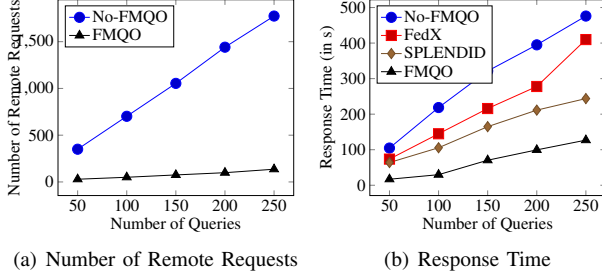 No-FMQO
FMQO
Number of Remote Requests
1,500
1,000
500
0
50 100 150 200 250
Number of Queries
(a) Number of Remote Requests
No-FMQO
FedX
SPLENDID
FMQO
Response Time (in s)
500
400
300
200
100
0
50 100 150 200 250
Number of Queries
(b) Response Time